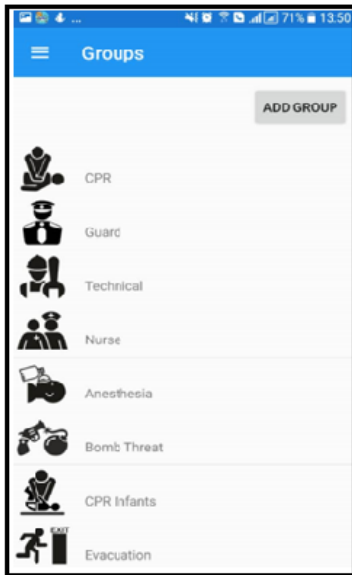 ... 71% 13.50
Groups
ADD GROUP
CPR
Guard
Technical
Nurse
Anesthesia
Bomb Threat
CPR Infants
EXIT
Evacuation